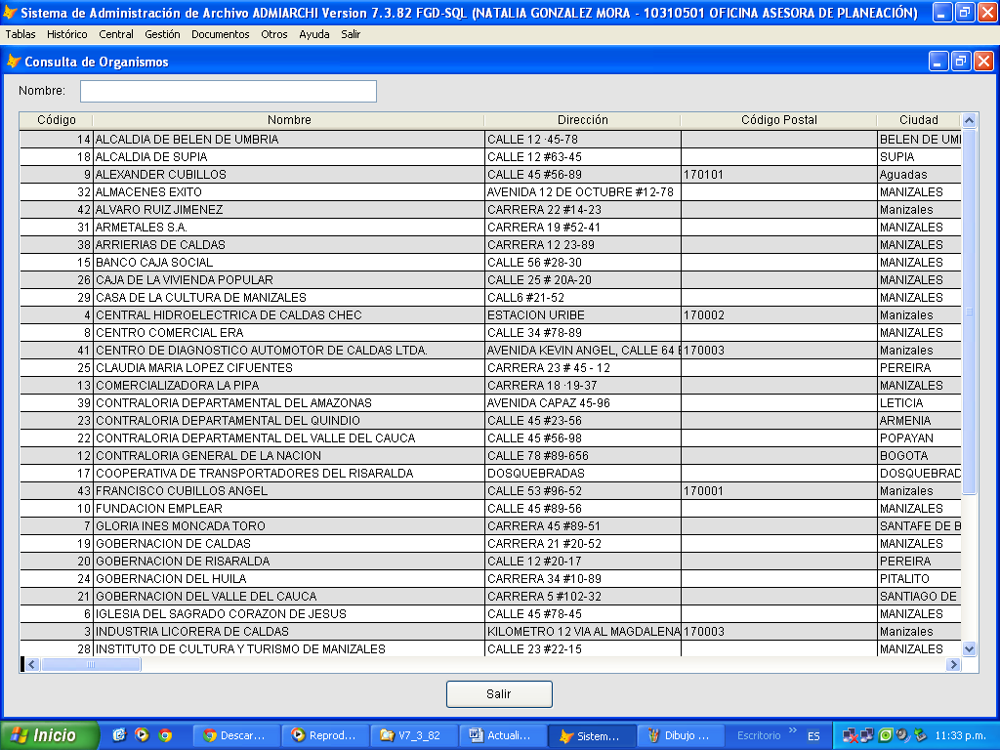 Sistema de Administración de Archivo ADMIARCHI Version 7.3.82 FGD-SQL (NATALIA GONZALEZ MORA - 10310501 OFICINA ASESORA DE PLANEACIÓN)
Tablas Histórico Central Gestión Documentos Otros Ayuda Salir
Consulta de Organismos
Nombre:
Código Nombre Dirección Código Postal Ciudad
14 ALCALDIA DE BELEN DE UMBRIA CALLE 12 ·45-78 BELEN DE UMI
18 ALCALDIA DE SUPIA CALLE 12 #63-45 SUPIA
9 ALEXANDER CUBILLOS CALLE 45 #56-89 170101 Aguadas
32 ALMACENES EXITO AVENIDA 12 DE OCTUBRE #12-78 MANIZALES
42 ALVARO RUIZ JIMENEZ CARRERA 22 #14-23 Manizales
31 ARMETALES S.A. CARRERA 19 #52-41 MANIZALES
38 ARRIERIAS DE CALDAS CARRERA 12 23-89 MANIZALES
15 BANCO CAJA SOCIAL CALLE 56 #28-30 MANIZALES
26 CAJA DE LA VIVIENDA POPULAR CALLE 25 # 20A-20 MANIZALES
29 CASA DE LA CULTURA DE MANIZALES CALL6 #21-52 MANIZALES
4 CENTRAL HIDROELECTRICA DE CALDAS CHEC ESTACION URIBE 170002 Manizales
8 CENTRO COMERCIAL ERA CALLE 34 #78-89 MANIZALES
41 CENTRO DE DIAGNOSTICO AUTOMOTOR DE CALDAS LTDA. AVENIDA KEVIN ANGEL, CALLE 64 170003 Manizales
25 CLAUDIA MARIA LOPEZ CIFUENTES CARRERA 23 # 45 - 12 PEREIRA
13 COMERCIALIZADORA LA PIPA CARRERA 18 ·19-37 MANIZALES
39 CONTRALORIA DEPARTAMENTAL DEL AMAZONAS AVENIDA CAPAZ 45-96 LETICIA
23 CONTRALORIA DEPARTAMENTAL DEL QUINDIO CALLE 45 #23-56 ARMENIA
22 CONTRALORIA DEPARTAMENTAL DEL VALLE DEL CAUCA CALLE 45 #56-98 POPAYAN
12 CONTRALORIA GENERAL DE LA NACION CALLE 78 #89-656 BOGOTA
17 COOPERATIVA DE TRANSPORTADORES DEL RISARALDA DOSQUEBRADAS DOSQUEBRAD
43 FRANCISCO CUBILLOS ANGEL CALLE 53 #96-52 170001 Manizales
10 FUNDACION EMPLEAR CALLE 45 #89-56 MANIZALES
7 GLORIA INES MONCADA TORO CARRERA 45 #89-51 SANTAFE DE B
19 GOBERNACION DE CALDAS CARRERA 21 #20-52 MANIZALES
20 GOBERNACION DE RISARALDA CALLE 12 #20-17 PEREIRA
24 GOBERNACION DEL HUILA CARRERA 34 #10-89 PITALITO
21 GOBERNACION DEL VALLE DEL CAUCA CARRERA 5 #102-32 SANTIAGO DE
6 IGLESIA DEL SAGRADO CORAZON DE JESUS CALLE 45 #78-45 MANIZALES
3 INDUSTRIA LICORERA DE CALDAS KILOMETRO 12 VIA AL MAGDALENA 170003 Manizales
28 INSTITUTO DE CULTURA Y TURISMO DE MANIZALES CALLE 23 #22-15 MANIZALES
Salir
Inicio Descar... Reprod... V7_3_82 Actuali... Sistem... Dibujo ... Escritorio » ES 11:33 p.m.